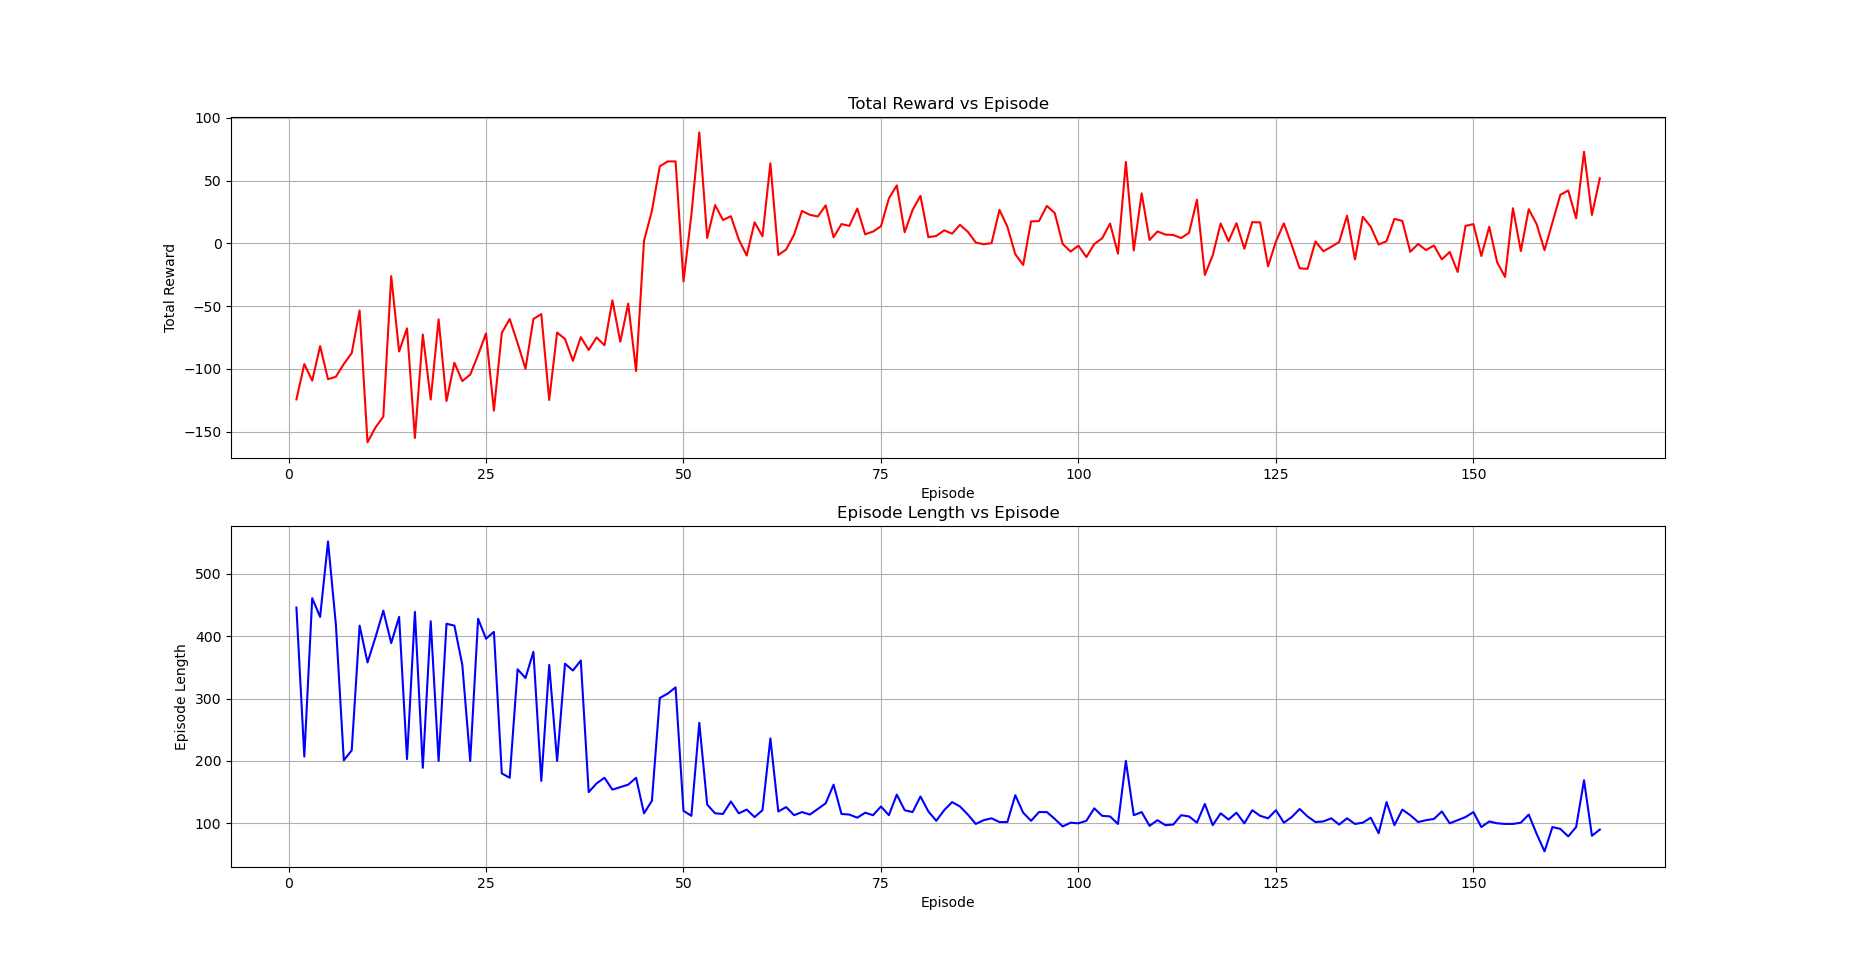 Total Reward vs Episode
100
50
0
−50
−100
−150
Total Reward
0 25 50 75 100 125 150
Episode
Episode Length vs Episode
500
400
300
200
100
Episode Length
0 25 50 75 100 125 150
Episode